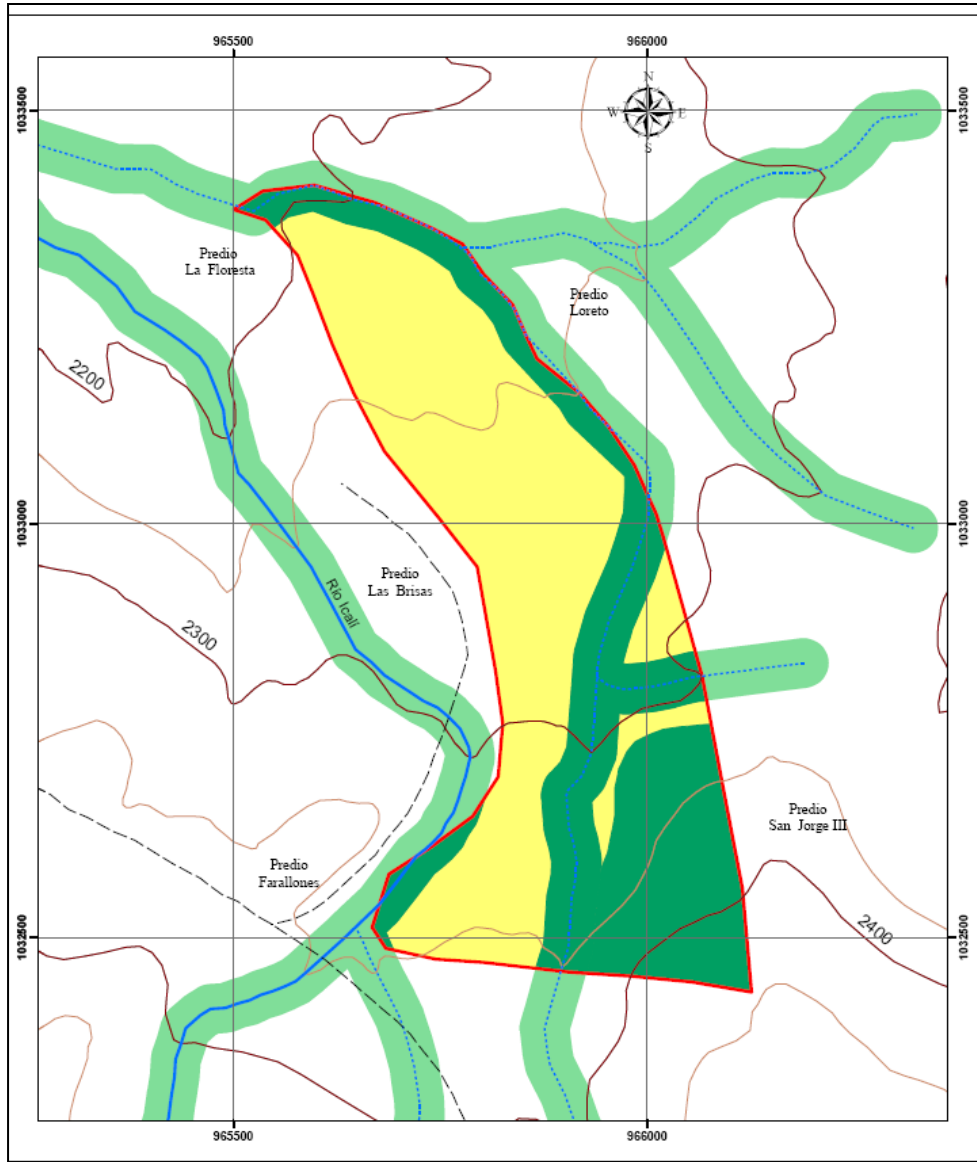 965500
966000
N
W
E
S
1033500
1033500
Predio
La Floresta
Predio
Loreto
2200
1033000
1033000
Predio
Las Brisas
Río Icalí
2300
Predio
San Jorge III
Predio
Farallones
2400
1032500
1032500
965500
966000